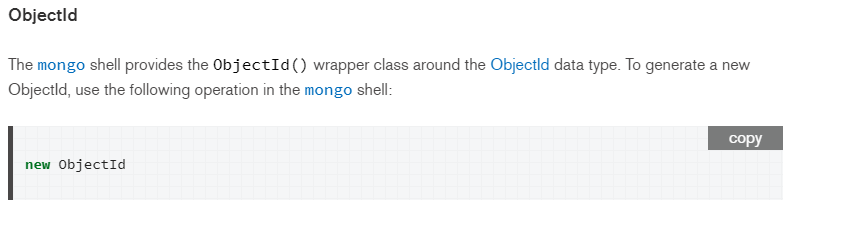 ObjectId
The mongo shell provides the ObjectId() wrapper class around the ObjectId data type. To generate a new
ObjectId, use the following operation in the mongo shell:
copy
new ObjectId